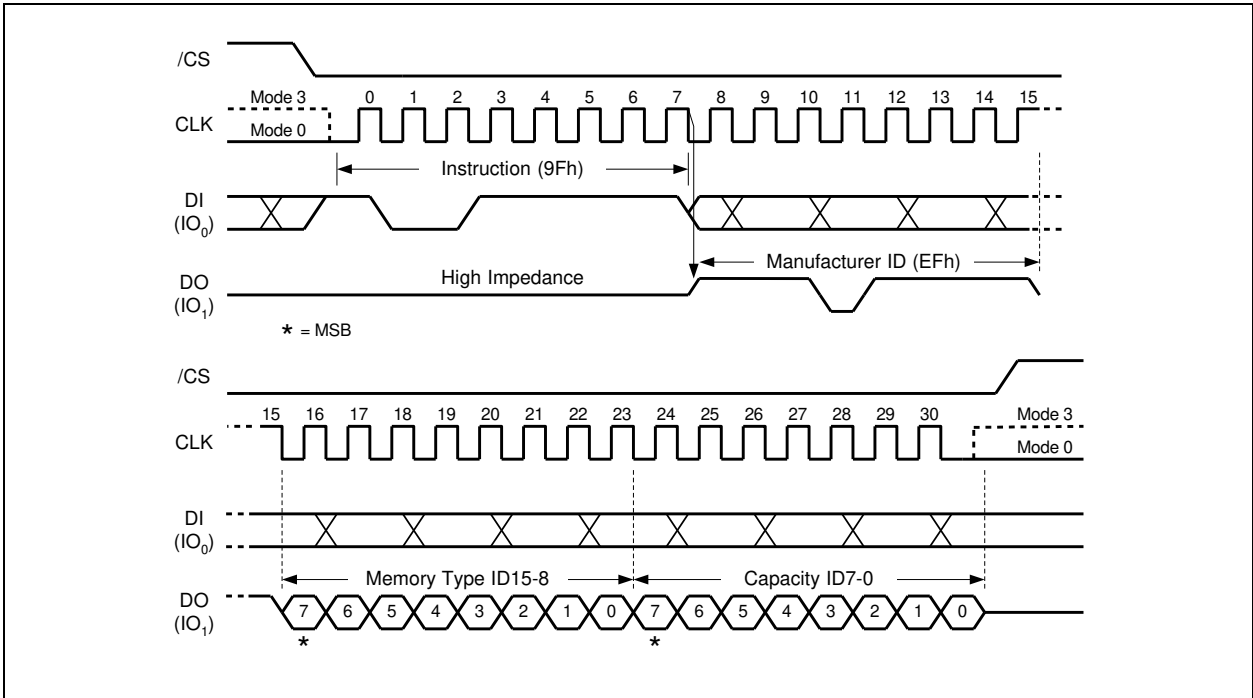 /CS
Mode 3 0 1 2 3 4 5 6 7 8 9 10 11 12 13 14 15
CLK
Mode 0
Instruction (9Fh)
DI
(IO0)
Manufacturer ID (EFh)
High Impedance
DO
(IO1)
* = MSB
/CS
15 16 17 18 19 20 21 22 23 24 25 26 27 28 29 30 Mode 3
CLK
Mode 0
DI
(IO0)
Memory Type ID15-8 Capacity ID7-0
DO
7 6 5 4 3 2 1 0 7 6 5 4 3 2 1 0
(IO1)
* *